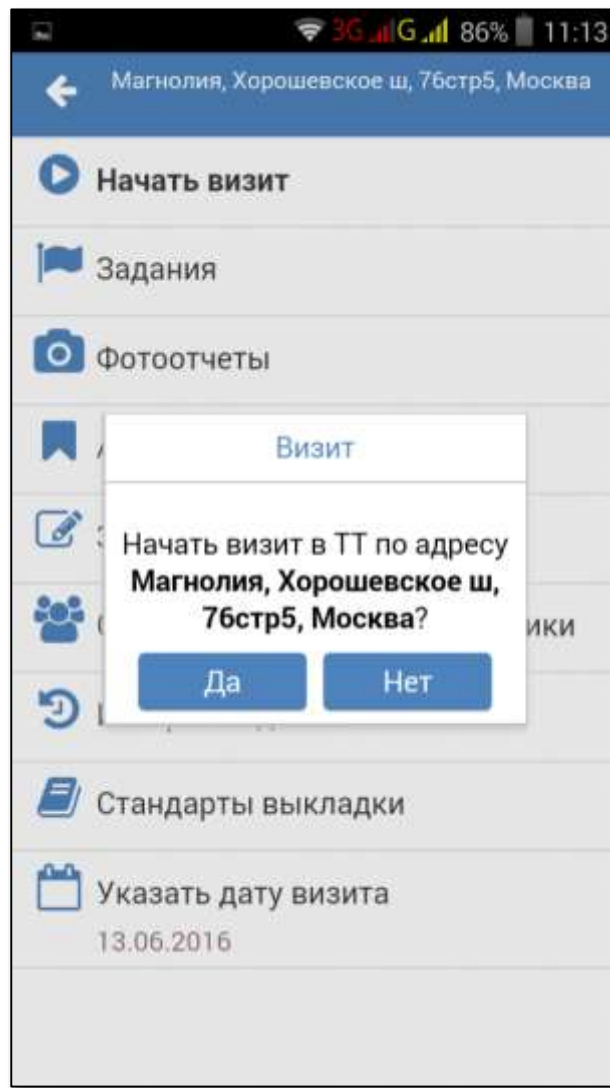 3G G 86% 11:13
Магнолия, Хорошевское ш, 76стр5, Москва
Начать визит
Задания
Фотоотчеты
Визит
Начать визит в ТТ по адресу
Магнолия, Хорошевское ш,
76стр5, Москва?
Да Нет
Стандарты выкладки
Указать дату визита
13.06.2016